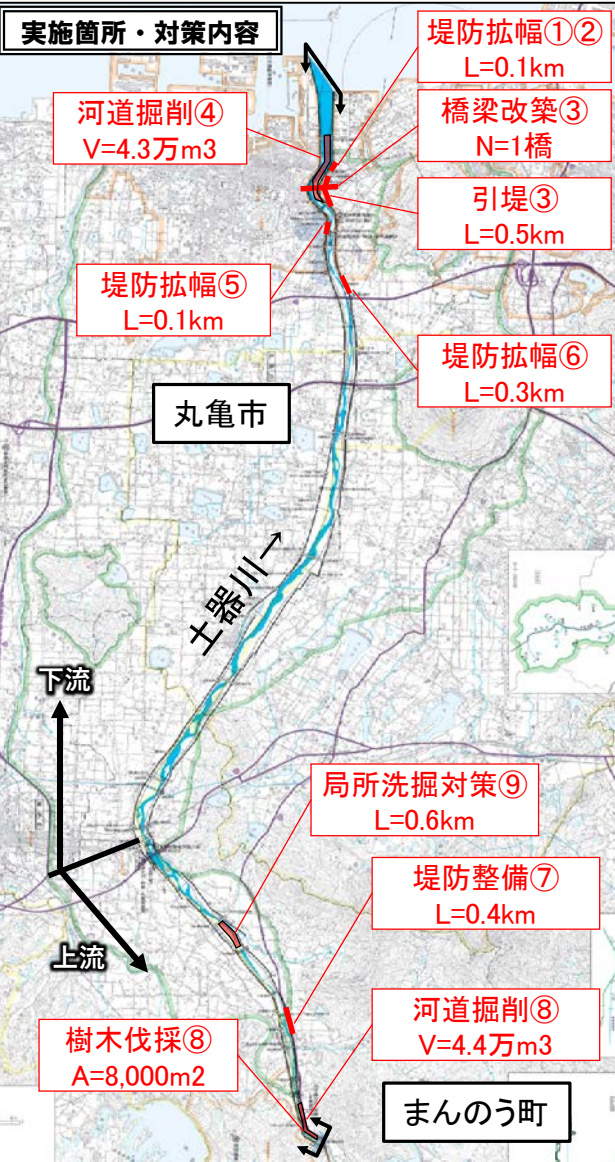 実施箇所・対策内容
堤防拡幅①②
L=0.1km
河道掘削④
V=4.3万m3
橋梁改築③
N=1橋
引堤③
L=0.5km
堤防拡幅⑤
L=0.1km
堤防拡幅⑥
L=0.3km
丸亀市
土器川→
下流
上流
局所洗掘対策⑨
L=0.6km
堤防整備⑦
L=0.4km
河道掘削⑧
V=4.4万m3
樹木伐採⑧
A=8,000m2
まんのう町